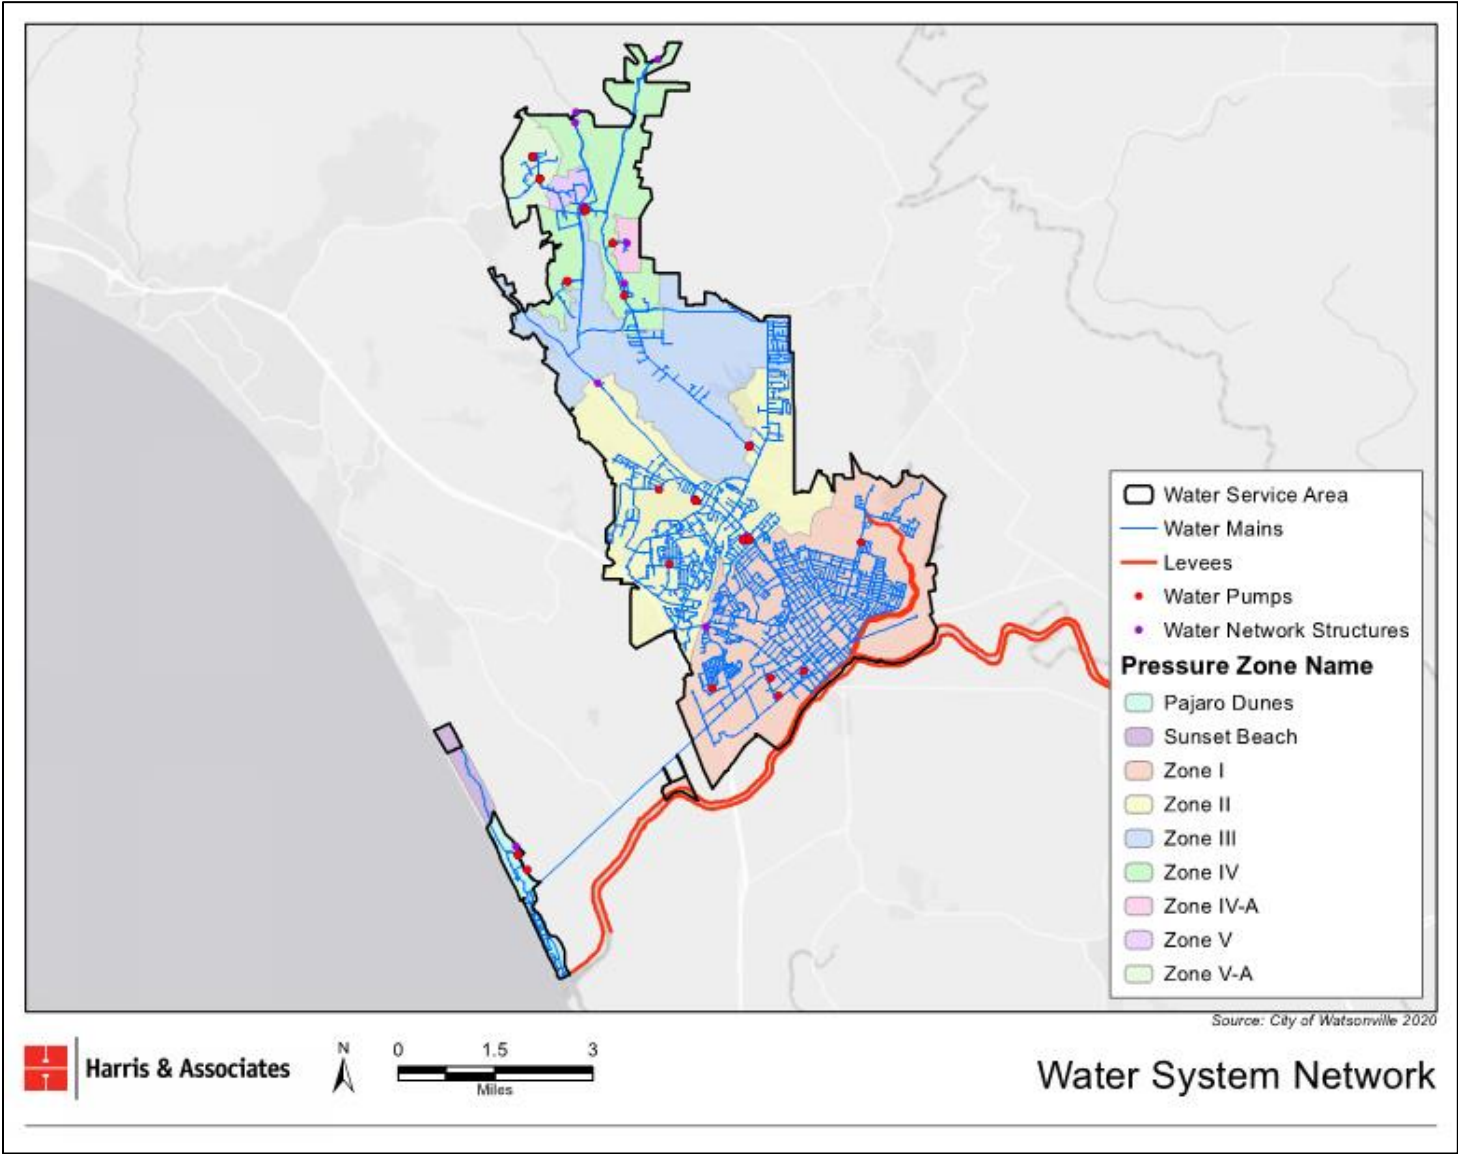 Water Service Area
Water Mains
Levees
Water Pumps
Water Network Structures
Pressure Zone Name
Pajaro Dunes
Sunset Beach
Zone I
Zone II
Zone III
Zone IV
Zone IV-A
Zone V
Zone V-A
Source: City of Watsonville 2020
Harris & Associates
N
0 1.5 3
Miles
Water System Network